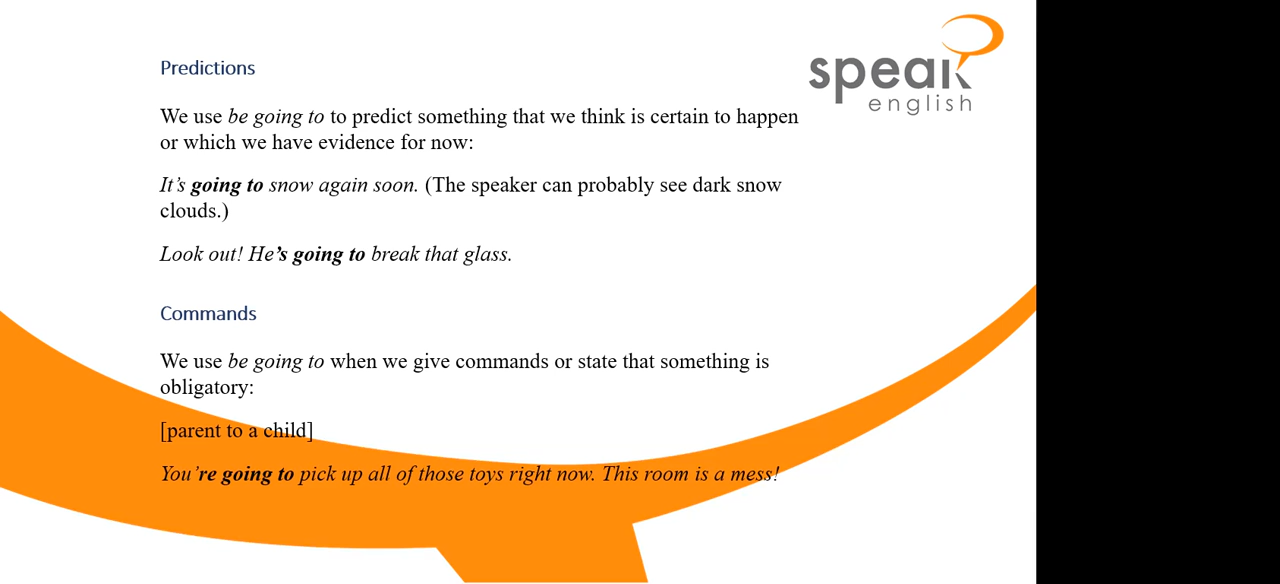 speak
english
Predictions
We use be going to to predict something that we think is certain to happen
or which we have evidence for now:
It’s going to snow again soon. (The speaker can probably see dark snow
clouds.)
Look out! He’s going to break that glass.
Commands
We use be going to when we give commands or state that something is
obligatory:
[parent to a child]
You’re going to pick up all of those toys right now. This room is a mess!